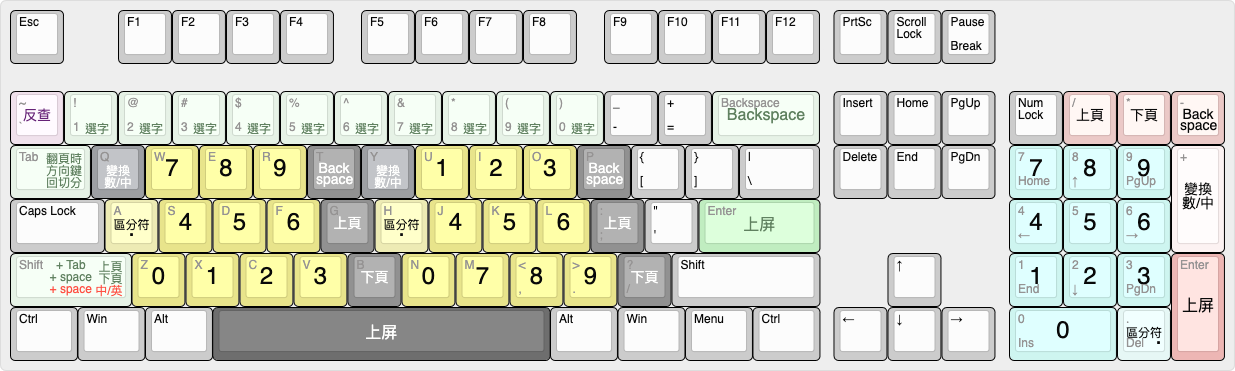 Esc F1 F2 F3 F4 F5 F6 F7 F8 F9 F10 F11 F12 PrtSc Scroll Lock Pause Break
~ 反查 `
! 1 選字
@ 2 選字
# 3 選字
$ 4 選字
% 5 選字
^ 6 選字
& 7 選字
* 8 選字
( 9 選字
) 0 選字
_ -
+ =
Backspace Backspace
Insert Home PgUp
Num Lock
/ 上頁
* 下頁
- Back space
Tab 翻頁時 方向鍵 回切分
Q 變換 數/中
W 7
E 8
R 9
T Back space
Y 變換 數/中
U 1
I 2
O 3
P Back space
{ [
} ]
| \
Delete End PgDn
7 7 Home
8 8 ↑
9 9 PgUp
+ 變換 數/中
Caps Lock
A 區分符 ▪
S 4
D 5
F 6
G 上頁
H 區分符 ▪
J 4
K 5
L 6
: 上頁 ;
" '
Enter 上屏
4 4 ←
5 5
6 6 →
Shift + Tab 上頁
+ space 下頁
+ space 中/英
Z 0
X 1
C 2
V 3
B 下頁
N 0
M 7
< 8 ,
> 9 .
? 下頁 /
Shift
↑
1 1 End
2 2 ↓
3 3 PgDn
Enter 上屏
Ctrl Win Alt 上屏 Alt Win Menu Ctrl
← ↓ →
0 0 Ins
. 區分符 ▪ Del